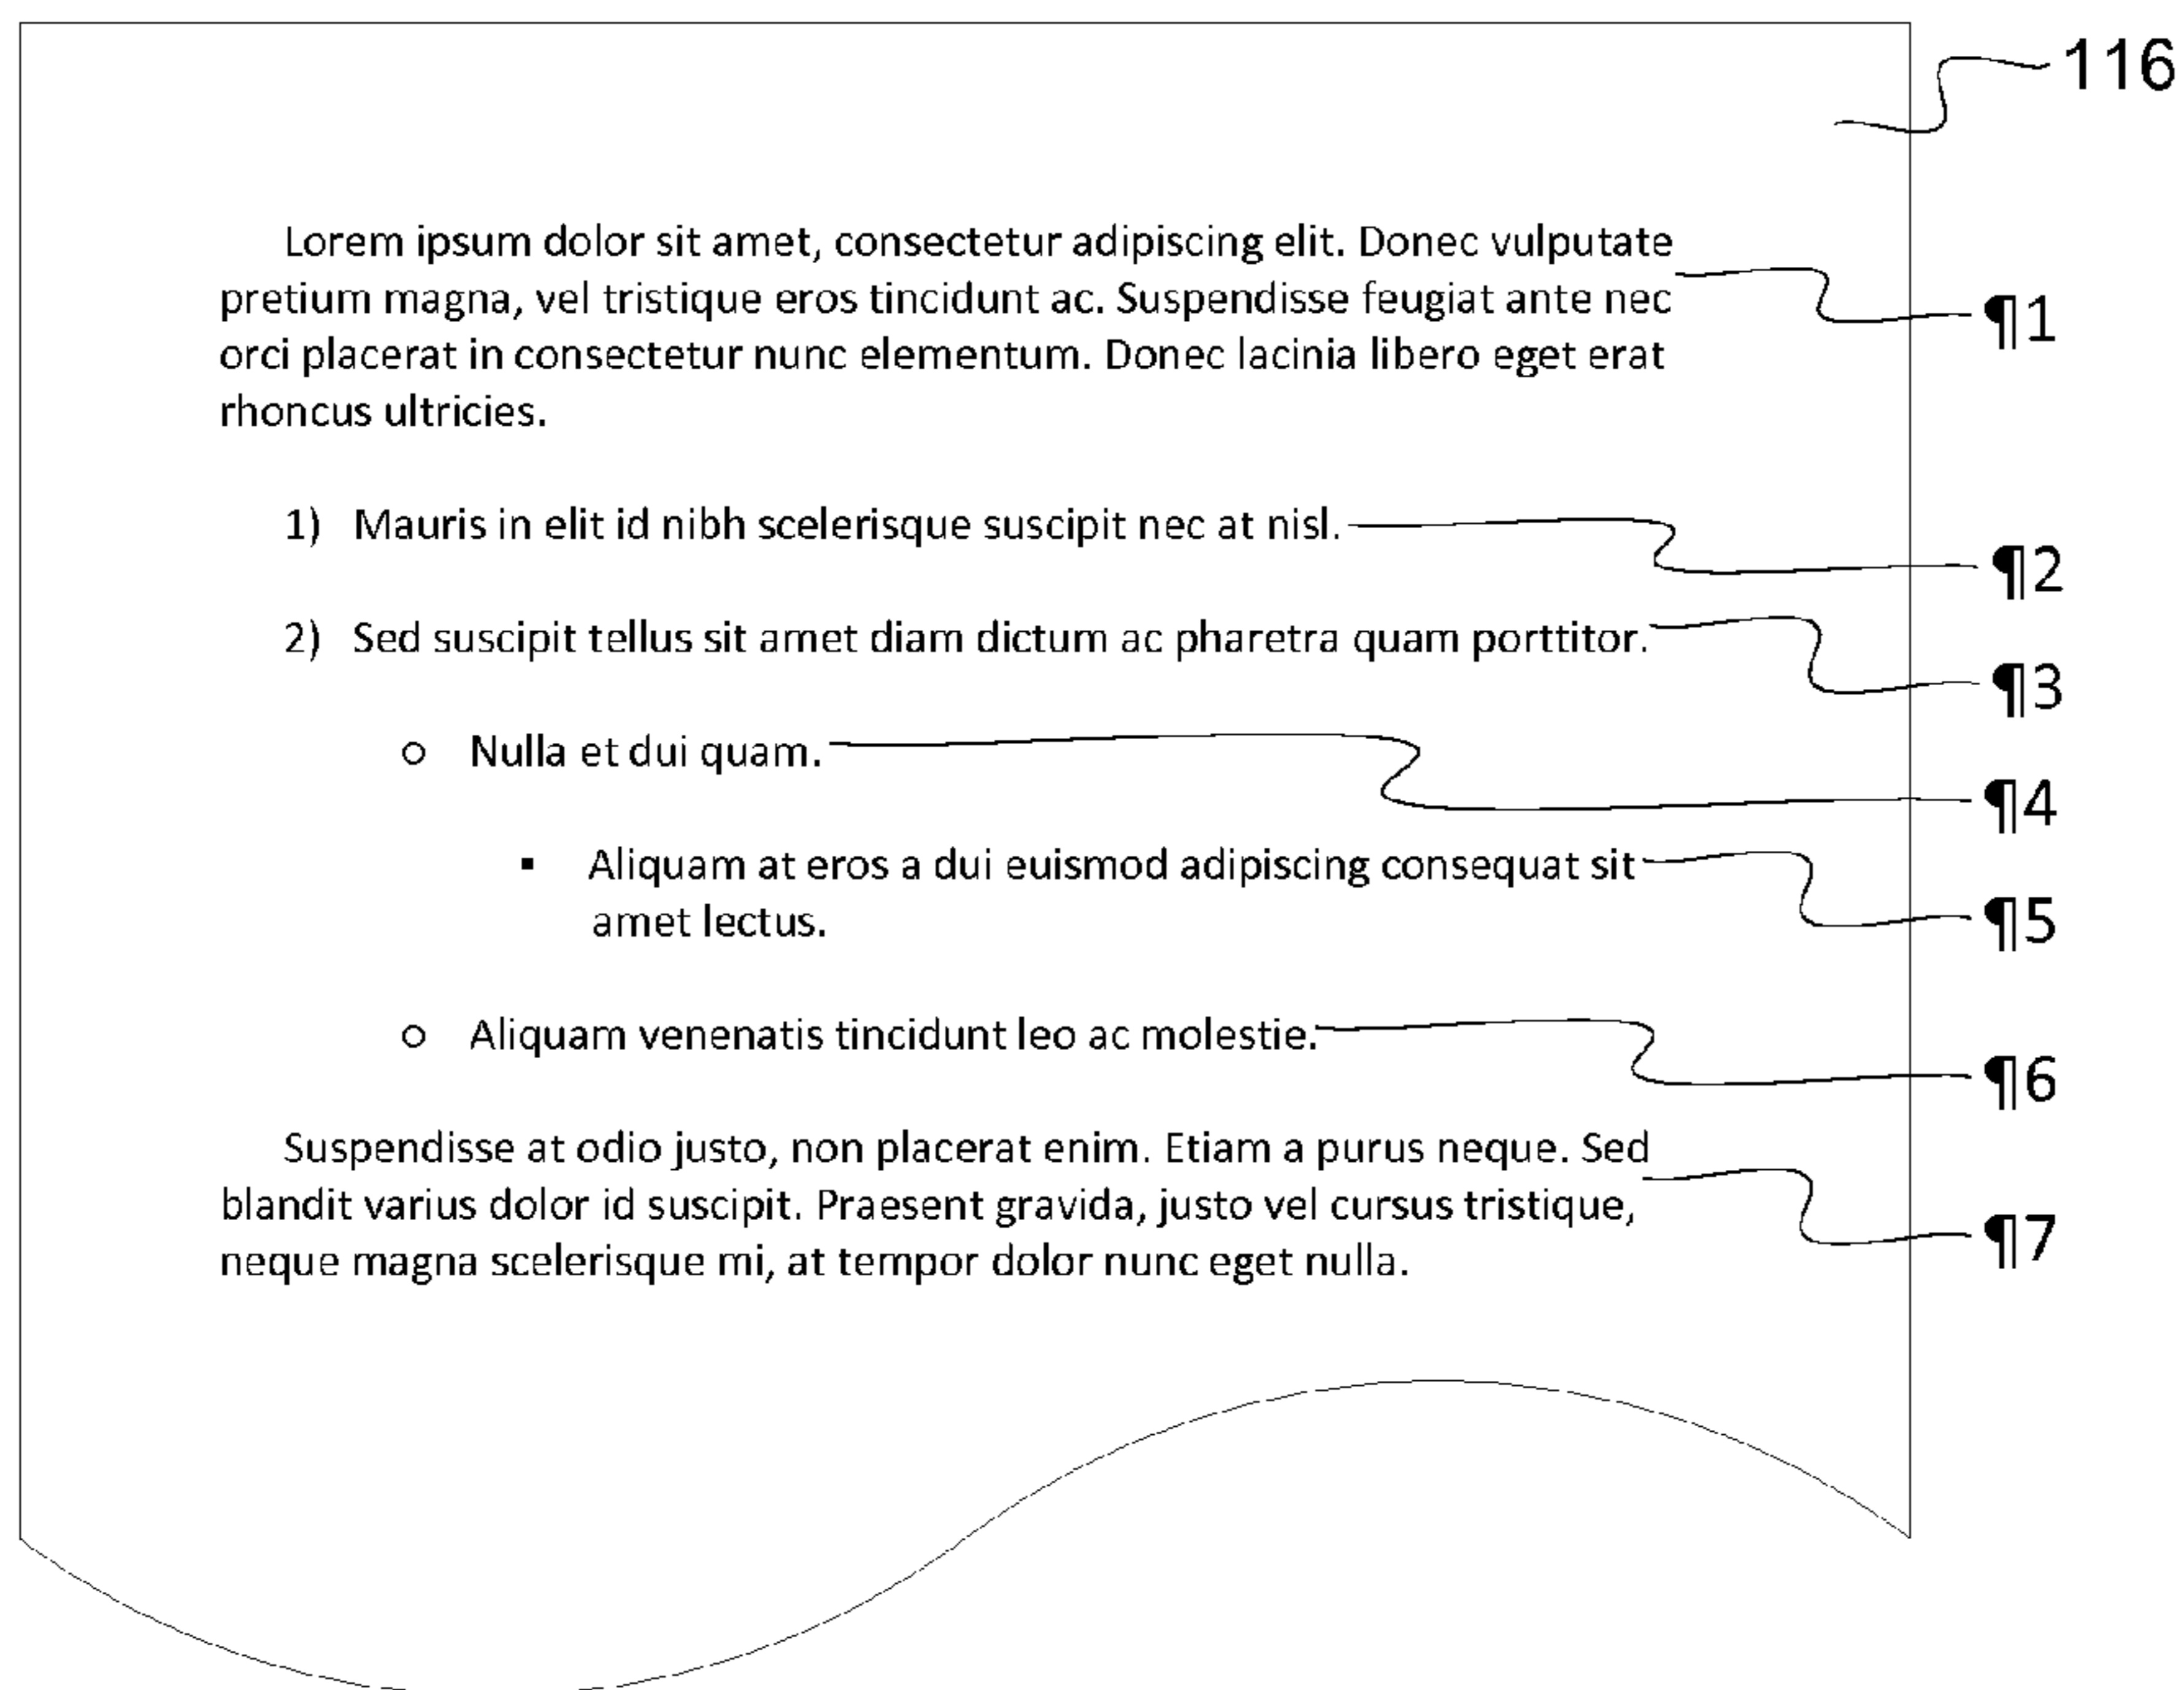 116
Lorem ipsum dolor sit amet, consectetur adipiscing elit. Donec vulputate
pretium magna, vel tristique eros tincidunt ac. Suspendisse feugiat ante nec
¶1
orci placerat in consectetur nunc elementum. Donec lacinia libero eget erat
rhoncus ultricies.
1) Mauris in elit id nibh scelerisque suscipit nec at nisl.
¶2
2) Sed suscipit tellus sit amet diam dictum ac pharetra quam porttitor.
¶3
○ Nulla et dui quam.
¶4
▪ Aliquam at eros a dui euismod adipiscing consequat sit
amet lectus.
¶5
○ Aliquam venenatis tincidunt leo ac molestie.
¶6
Suspendisse at odio justo, non placerat enim. Etiam a purus neque. Sed
blandit varius dolor id suscipit. Praesent gravida, justo vel cursus tristique,
¶7
neque magna scelerisque mi, at tempor dolor nunc eget nulla.